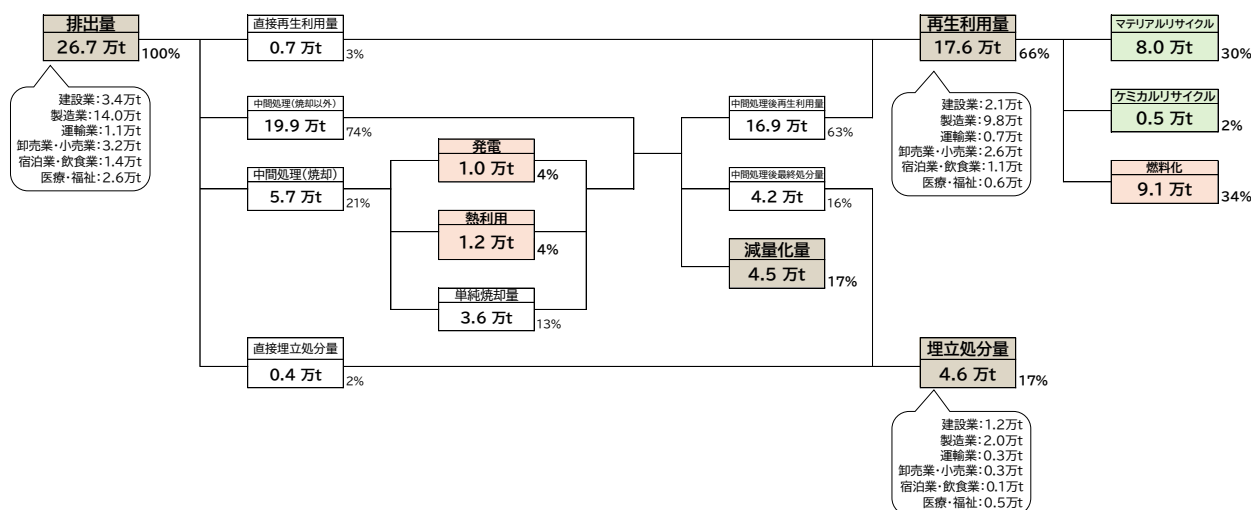 排出量
26.7 万t
100%
建設業:3.4万t
製造業:14.0万t
運輸業:1.1万t
卸売業・小売業:3.2万t
宿泊業・飲食業:1.4万t
医療・福祉:2.6万t
直接再生利用量
0.7 万t
3%
中間処理(焼却以外)
19.9 万t
74%
中間処理(焼却)
5.7 万t
21%
直接埋立処分量
0.4 万t
2%
発電
1.0 万t
4%
熱利用
1.2 万t
4%
単純焼却量
3.6 万t
13%
中間処理後再生利用量
16.9 万t
63%
中間処理後最終処分量
4.2 万t
16%
減量化量
4.5 万t
17%
再生利用量
17.6 万t
66%
建設業:2.1万t
製造業:9.8万t
運輸業:0.7万t
卸売業・小売業:2.6万t
宿泊業・飲食業:1.1万t
医療・福祉:0.6万t
埋立処分量
4.6 万t
17%
建設業:1.2万t
製造業:2.0万t
運輸業:0.3万t
卸売業・小売業:0.3万t
宿泊業・飲食業:0.1万t
医療・福祉:0.5万t
マテリアルリサイクル
8.0 万t
30%
ケミカルリサイクル
0.5 万t
2%
燃料化
9.1 万t
34%